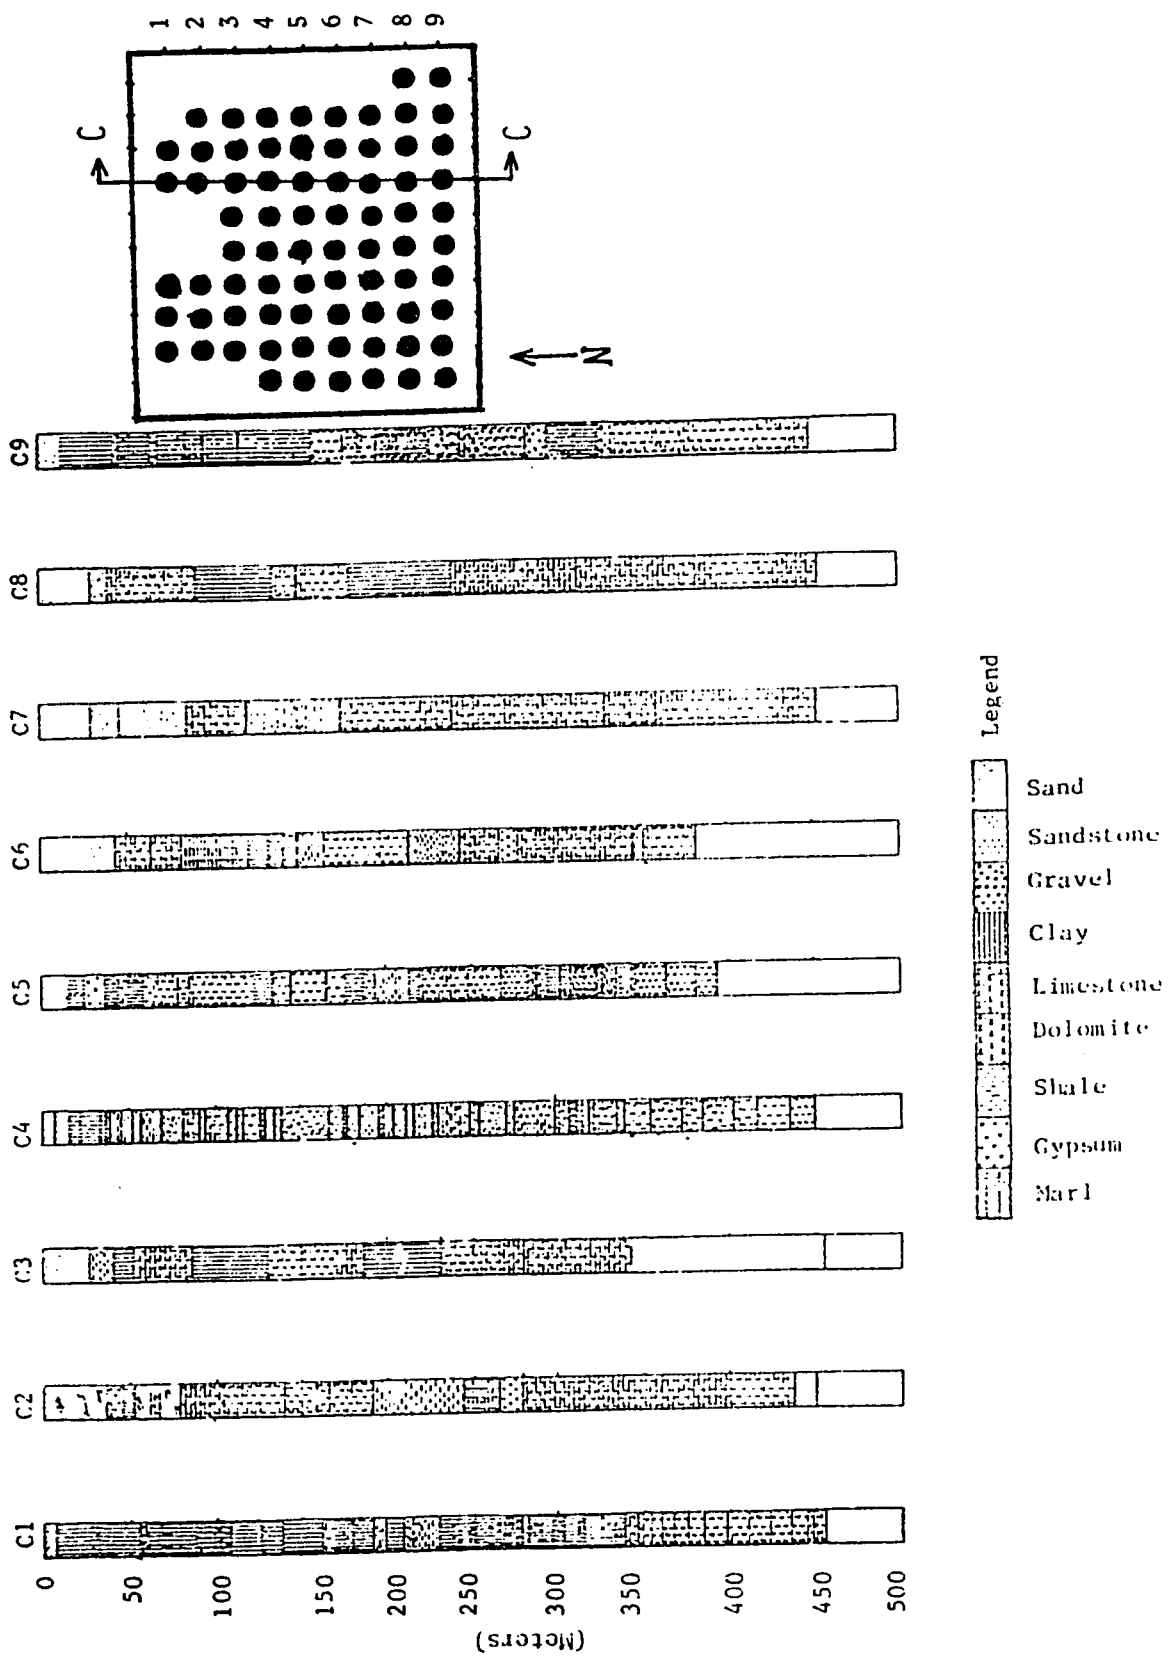 1
2
3
4
5
6
7
8
9
C
C
N
C1
C2
C3
C4
C5
C6
C7
C8
C9
0
50
100
150
200
250
300
350
400
450
500
(Meters)
Legend
Sand
Sandstone
Gravel
Clay
Limestone
Dolomite
Shale
Gypsum
Marl